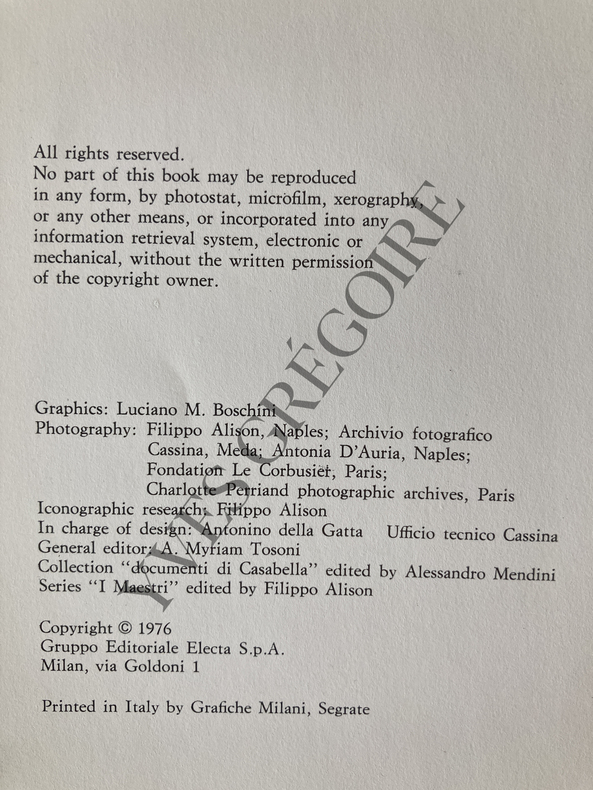 All rights reserved.
No part of this book may be reproduced
in any form, by photostat, microfilm, xerography,
or any other means, or incorporated into any
information retrieval system, electronic or
mechanical, without the written permission
of the copyright owner.
Graphics: Luciano M. Boschini
Photography: Filippo Alison, Naples; Archivio fotografico
Cassina, Meda; Antonia D'Auria, Naples;
Fondation Le Corbusier, Paris;
Charlotte Perriand photographic archives, Paris
Iconographic research: Filippo Alison
In charge of design: Antonino della Gatta Ufficio tecnico Cassina
General editor: A. Myriam Tosoni
Collection "documenti di Casabella" edited by Alessandro Mendini
Series "I Maestri" edited by Filippo Alison
Copyright © 1976
Gruppo Editoriale Electa S.p.A.
Milan, via Goldoni 1
Printed in Italy by Grafiche Milani, Segrate
YVES GRÉGOIRE